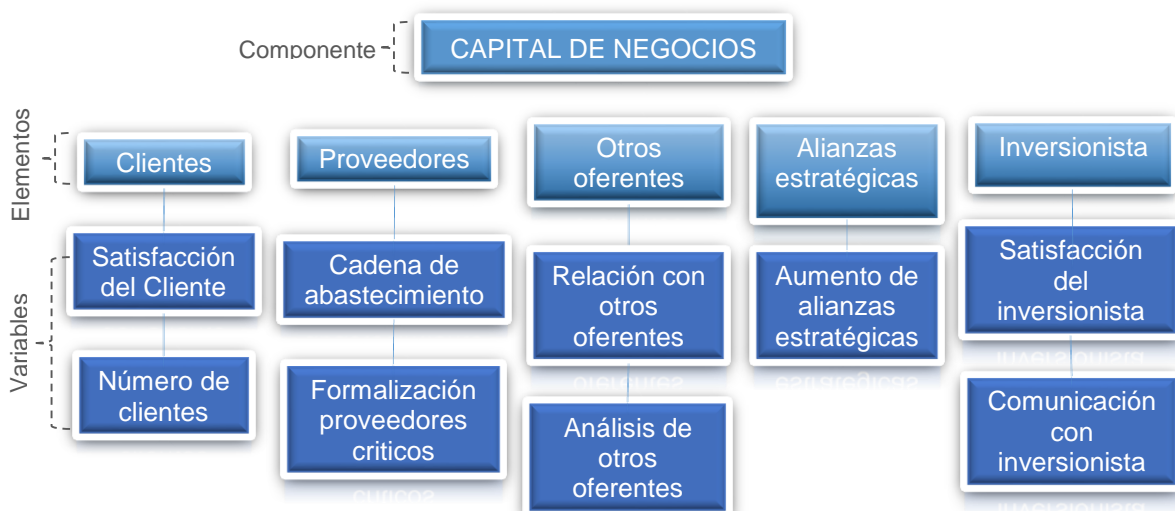 Componente
CAPITAL DE NEGOCIOS
Elementos
Clientes
Proveedores
Otros
oferentes
Alianzas
estratégicas
Inversionista
Variables
Satisfacción
del Cliente
Número de
clientes
Cadena de
abastecimiento
Formalización
proveedores
criticos
Relación con
otros
oferentes
Análisis de
otros
oferentes
Aumento de
alianzas
estratégicas
Satisfacción
del
inversionista
Comunicación
con
inversionista